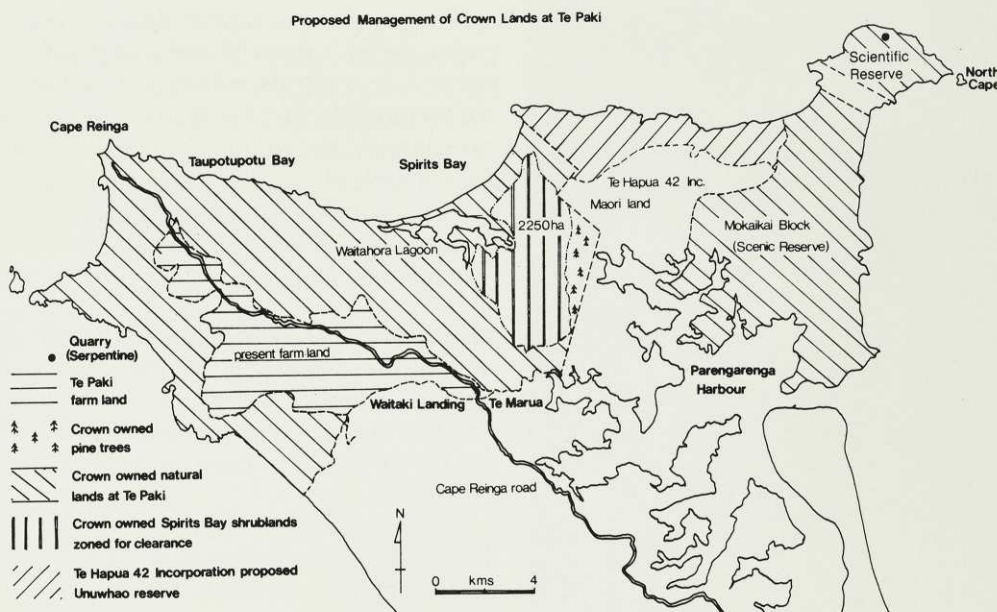 Proposed Management of Crown Lands at Te Paki
Scientific
Reserve
North
Cape
Cape Reinga
Taupotupotu Bay
Spirits Bay
Te Hapua 42 Inc.
Maori land
2250ha
Mokaikai Block
(Scenic Reserve)
Waitahora Lagoon
present farm land
Parengarenga
Harbour
Waitaki Landing
Te Marua
Cape Reinga road
Quarry
(Serpentine)
Te Paki
farm land
Crown owned
pine trees
Crown owned natural
lands at Te Paki
Crown owned Spirits Bay shrublands
zoned for clearance
Te Hapua 42 Incorporation proposed
Unuwhao reserve
N
0 kms 4